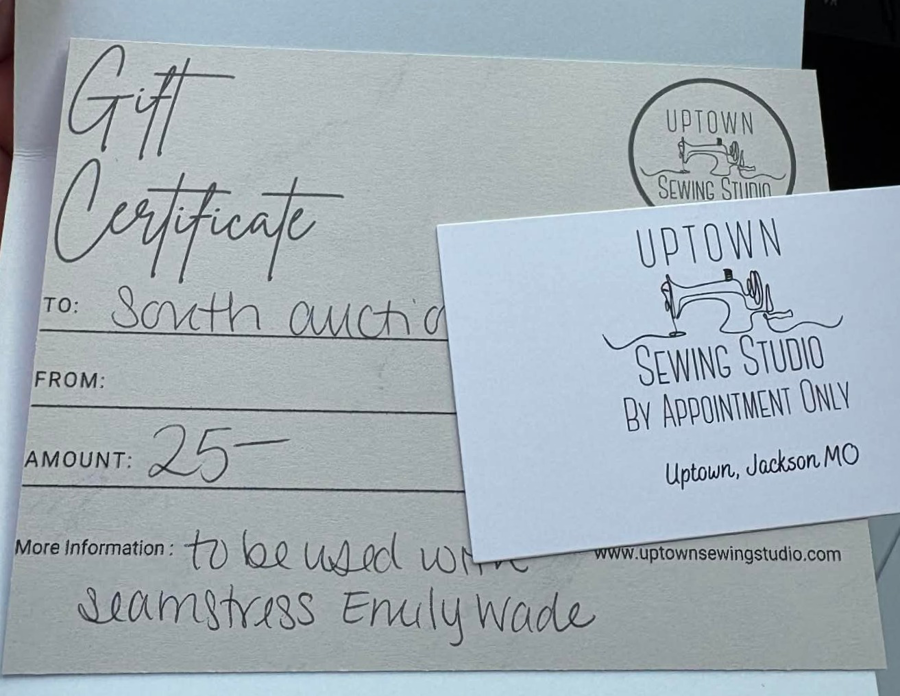 Gift
Certificate
UPTOWN
SEWING STUDIO
TO: South auctio
FROM:
AMOUNT: 25-
More Information: to be used with
seamstress Emily Wade
www.uptownsewingstudio.com
UPTOWN
SEWING STUDIO
BY APPOINTMENT ONLY
Uptown, Jackson MO